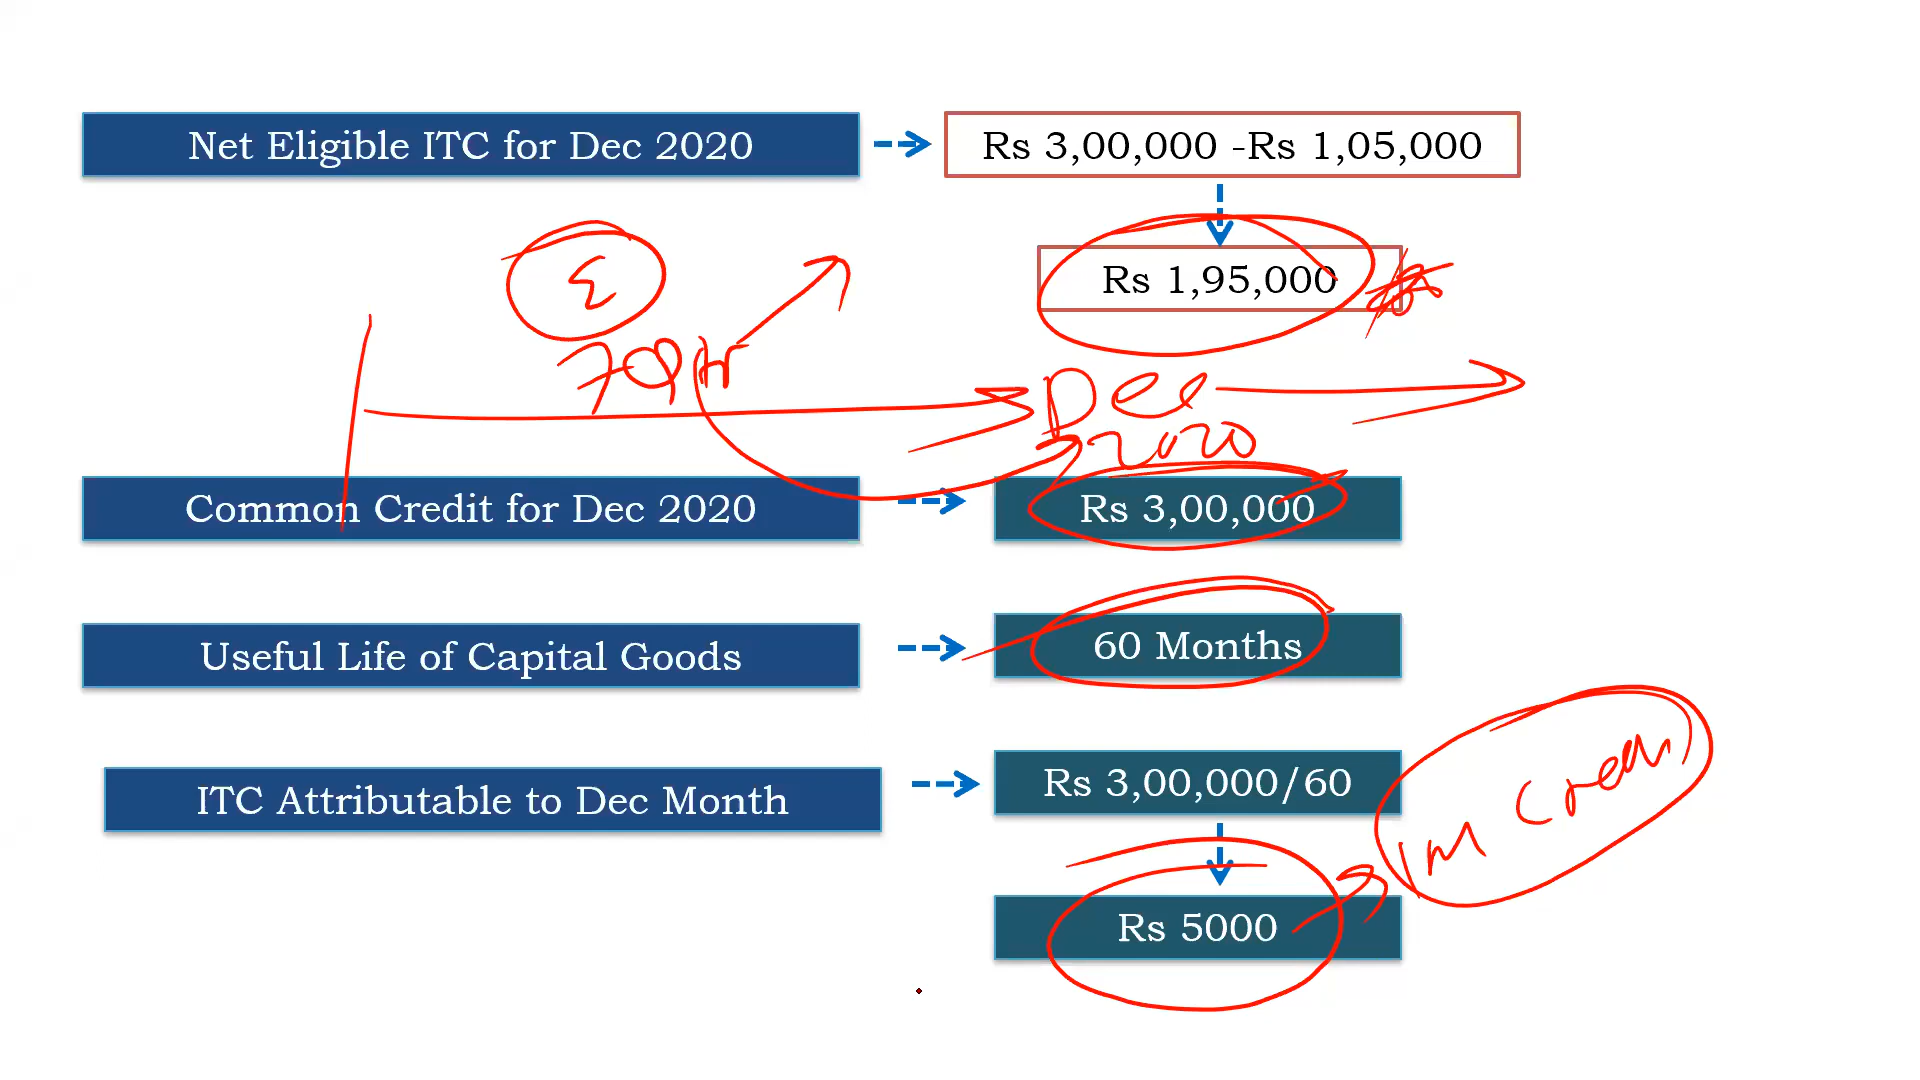 Net Eligible ITC for Dec 2020
Rs 3,00,000 -Rs 1,05,000
Rs 1,95,000
Dec
2020
Common Credit for Dec 2020
Rs 3,00,000
Useful Life of Capital Goods
60 Months
ITC Attributable to Dec Month
Rs 3,00,000/60
1m Credit
Rs 5000